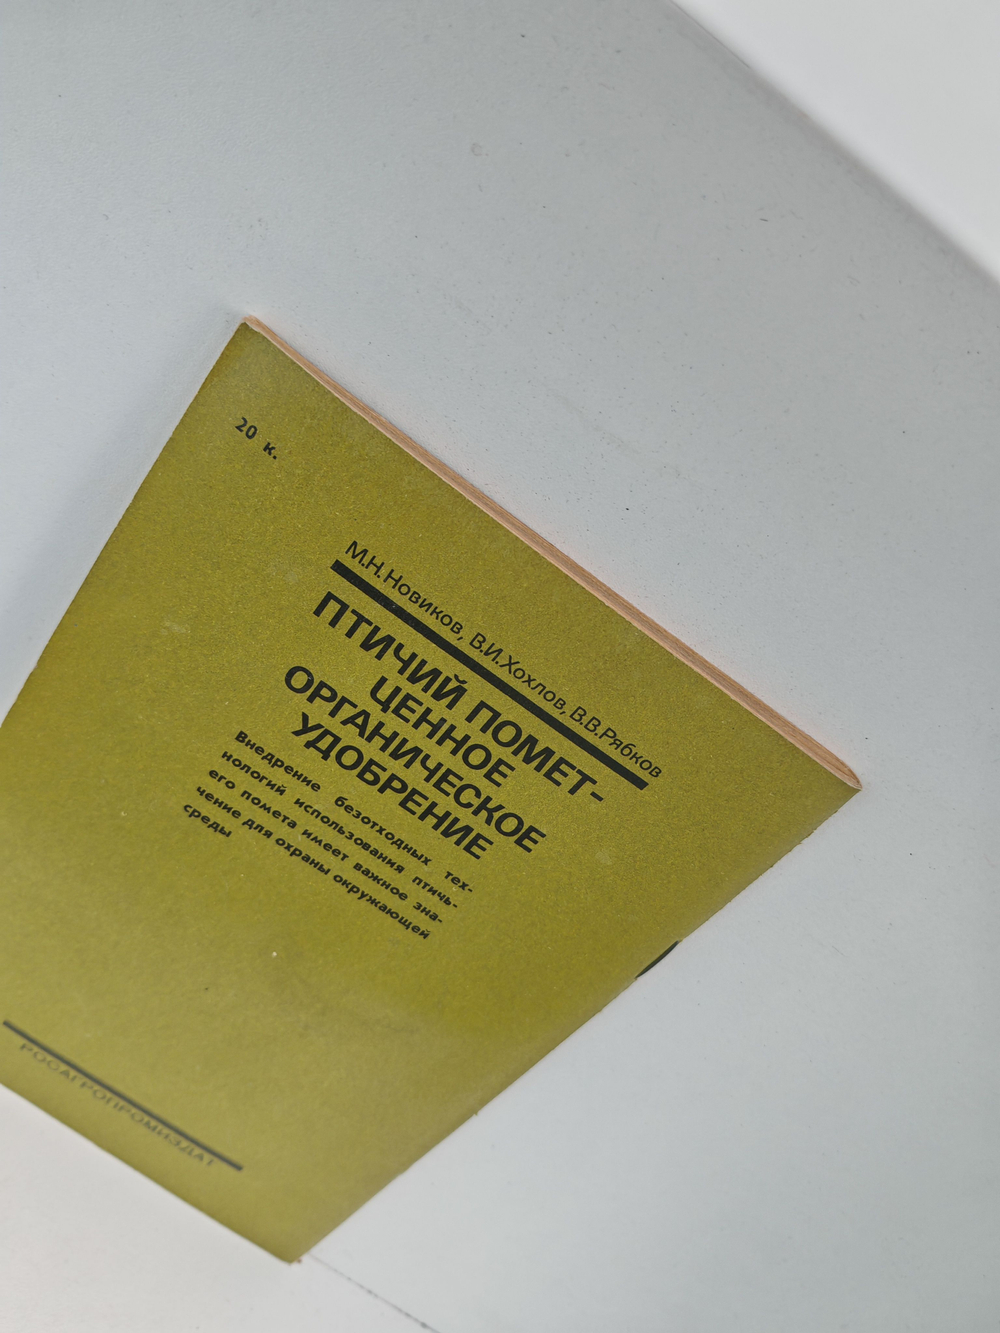 20 к.
М.Н.Новиков, В.И.Хохлов, В.В.Рябков
ПТИЧИЙ ПОМЕТ-
ЦЕННОЕ
ОРГАНИЧЕСКОЕ
УДОБРЕНИЕ
Внедрение безотходных тех-
нологий использования птичь-
его помета имеет важное зна-
чение для охраны окружающей
среды
РОСАГРОПРОМИЗДАТ